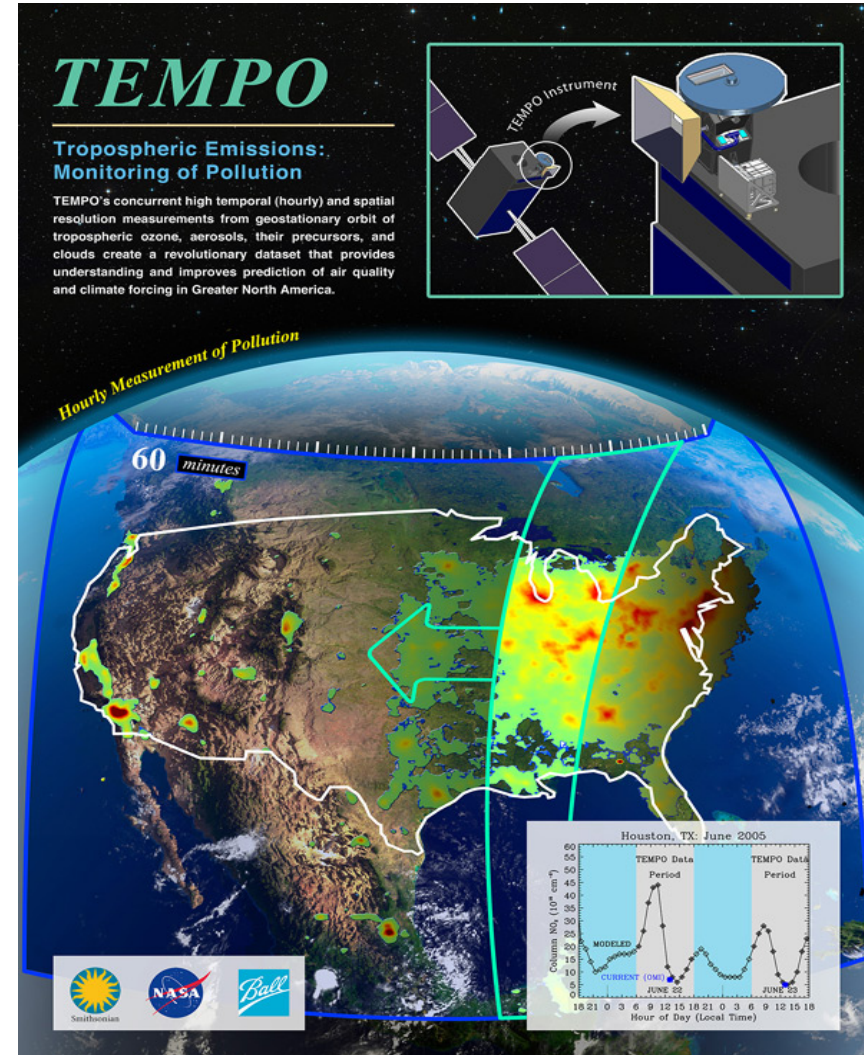 TEMPO
Tropospheric Emissions:
Monitoring of Pollution
TEMPO's concurrent high temporal (hourly) and spatial
resolution measurements from geostationary orbit of
tropospheric ozone, aerosols, their precursors, and
clouds create a revolutionary dataset that provides
understanding and improves prediction of air quality
and climate forcing in Greater North America.
TEMPO Instrument
Hourly Measurement of Pollution
60 minutes
Houston, TX: June 2005
TEMPO Data
Period
TEMPO Data
Period
60
55
50
45
40
35
30
25
20
15
10
5
0
Column NO₂ (10¹⁶ cm⁻²)
MODELED
CURRENT (OMI)
JUNE 22
JUNE 23
18 21 0 3 6 9 12 15 18 21 0 3 6 9 12 15 18
Hour of Day (Local Time)
Smithsonian
NASA
Ball